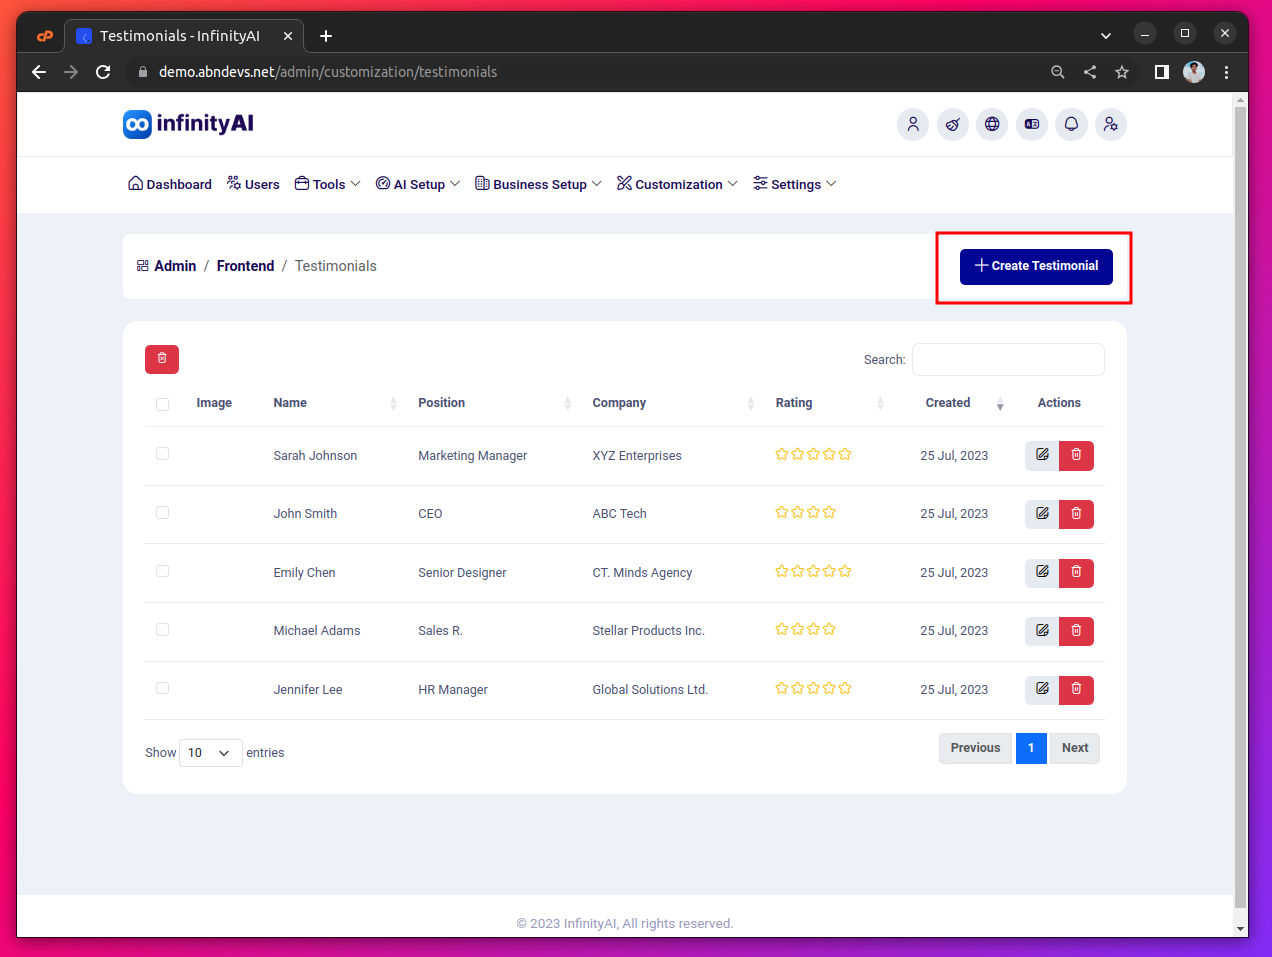 Testimonials - InfinityAI
demo.abndevs.net/admin/customization/testimonials
infinityAI
Dashboard Users Tools AI Setup Business Setup Customization Settings
Admin / Frontend / Testimonials
Create Testimonial
Search:
Image Name Position Company Rating Created Actions
Sarah Johnson Marketing Manager XYZ Enterprises 25 Jul, 2023
John Smith CEO ABC Tech 25 Jul, 2023
Emily Chen Senior Designer CT. Minds Agency 25 Jul, 2023
Michael Adams Sales R. Stellar Products Inc. 25 Jul, 2023
Jennifer Lee HR Manager Global Solutions Ltd. 25 Jul, 2023
Show 10 entries
Previous 1 Next
© 2023 InfinityAI, All rights reserved.